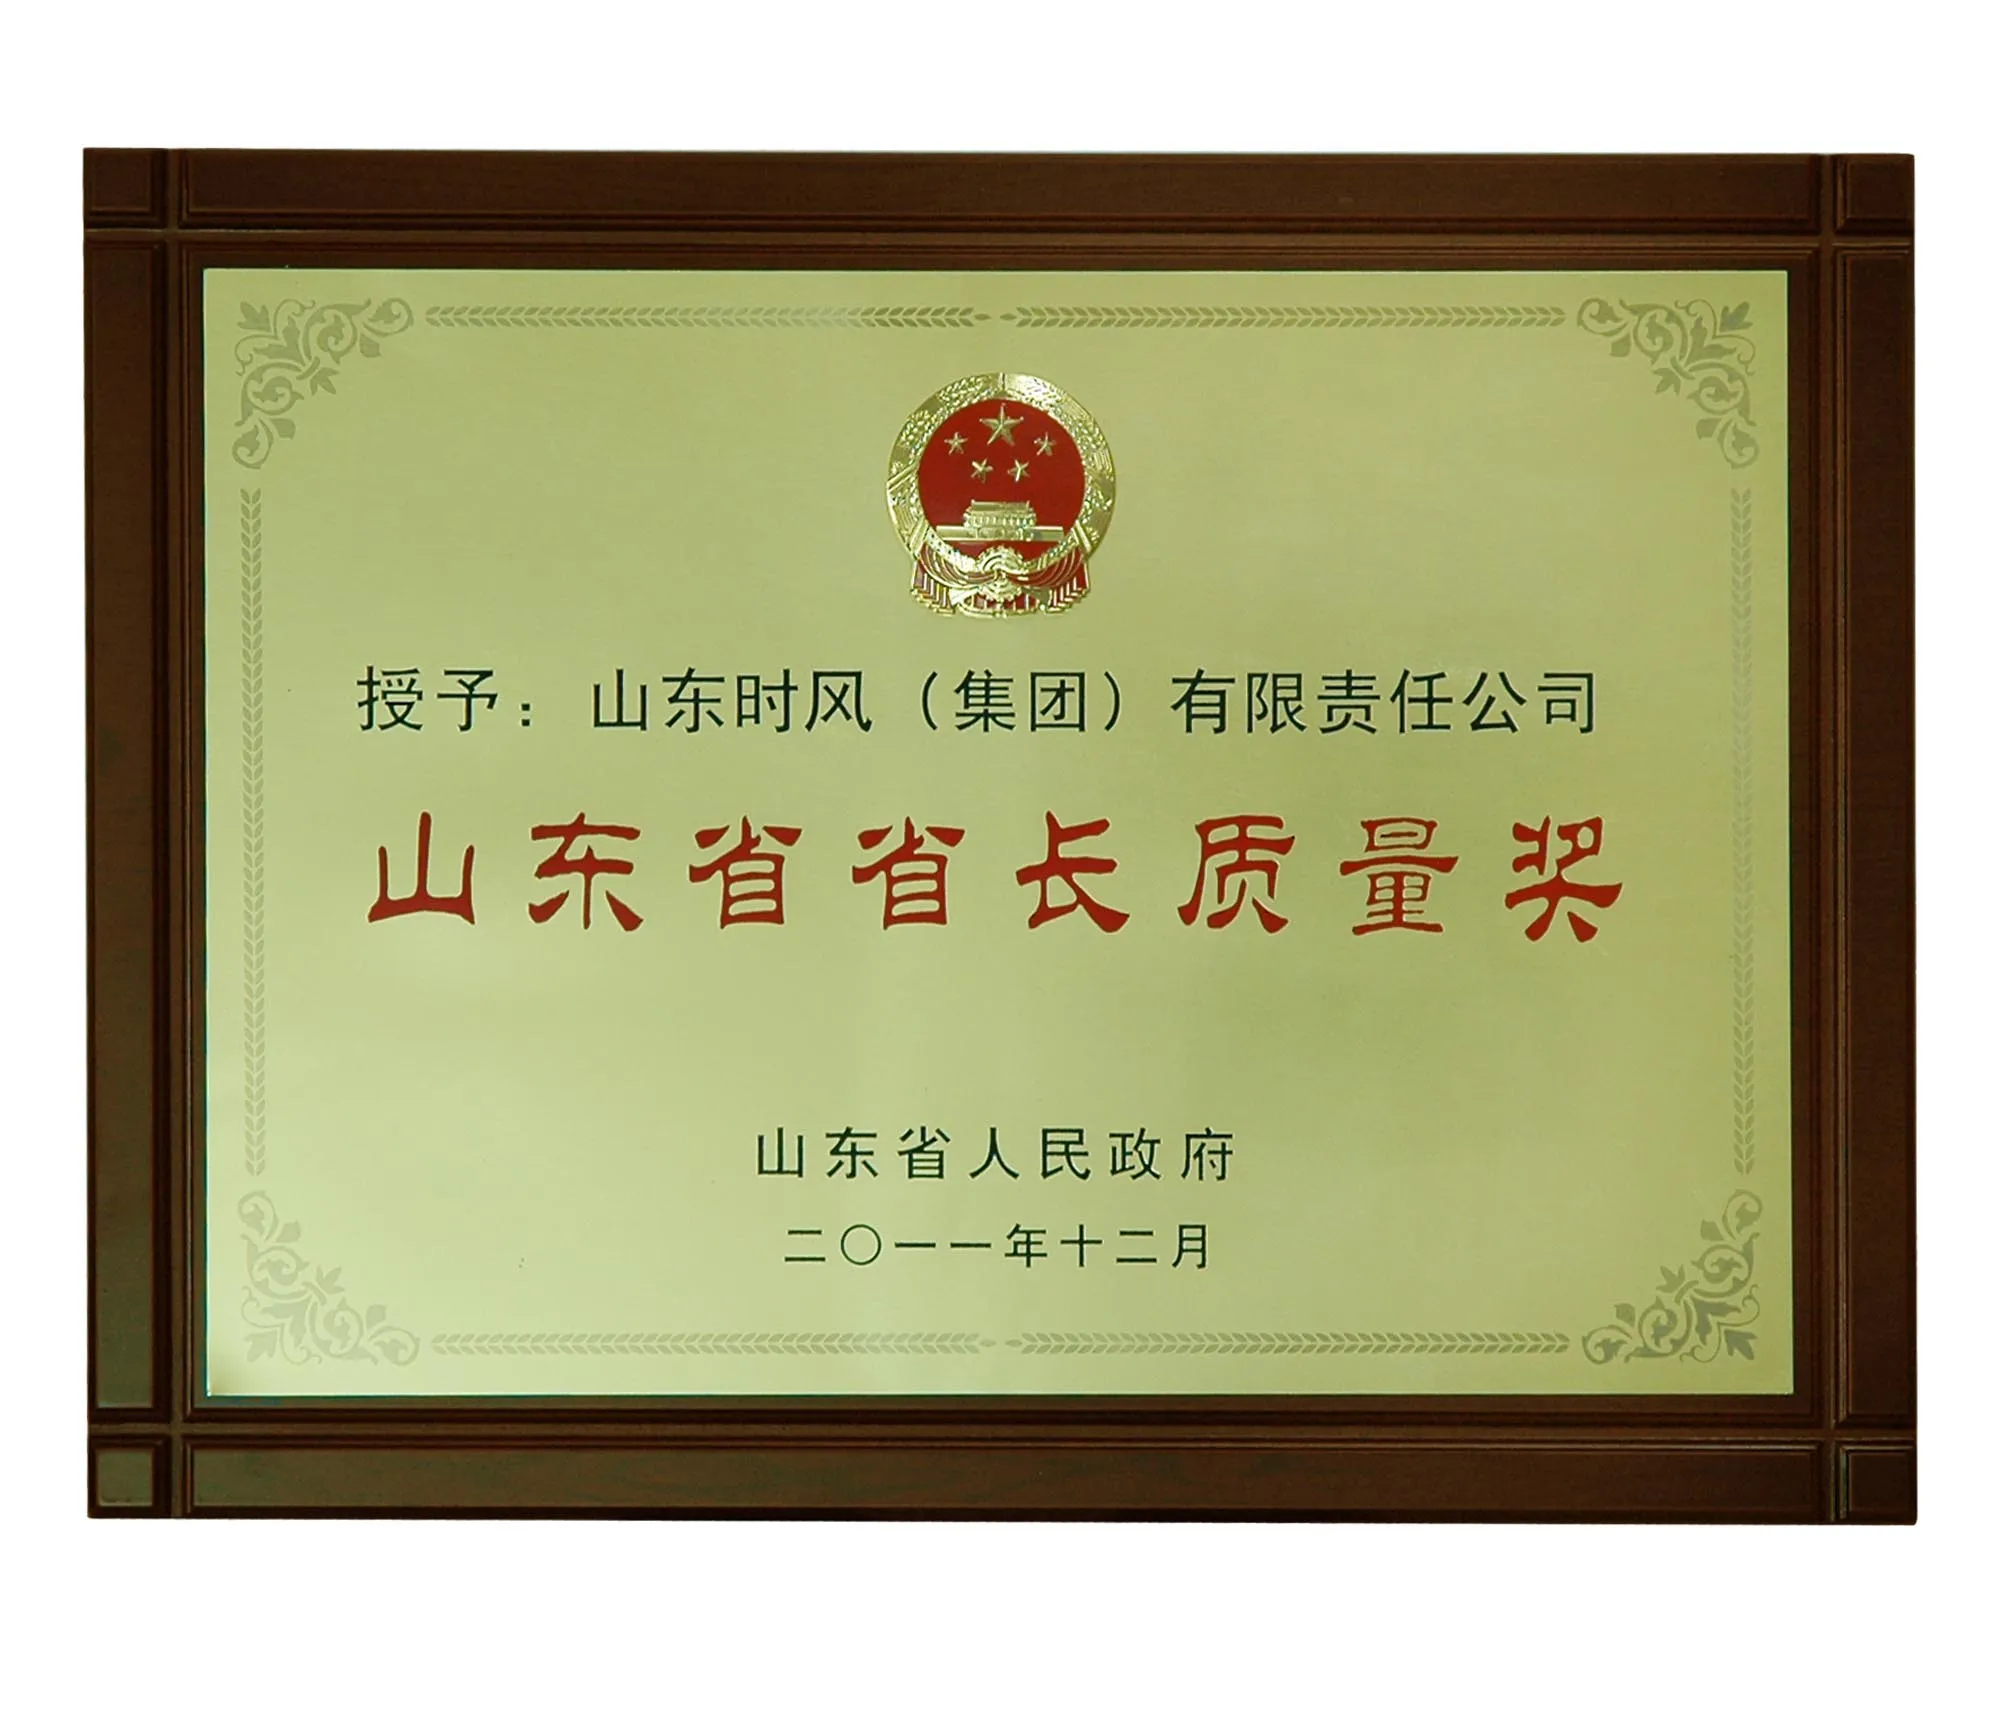 授予：山东时风（集团）有限责任公司
山东省省长质量奖
山东省人民政府
二〇一一年十二月